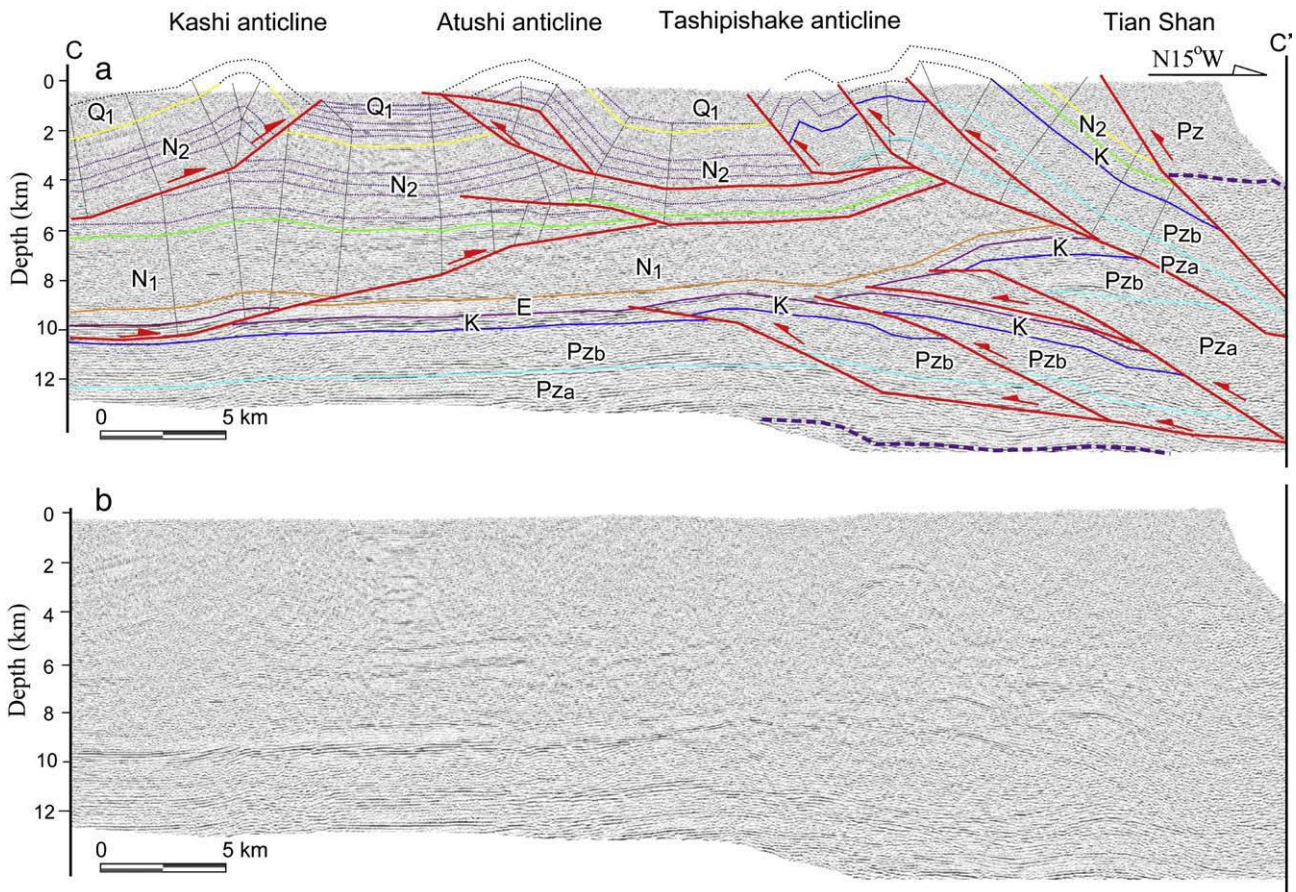 Kashi anticline Atushi anticline Tashipishake anticline Tian Shan
C C'
a N15°W
0
2
4
6
8
10
12
Depth (km)
Q1 Q1 Q1 N2 Pz
N2 N2 N2 K
N1 N1 K Pzb Pza
E K K K Pzb
Pzb Pzb Pzb Pza
Pza
0 5 km
b
0
2
4
6
8
10
12
Depth (km)
0 5 km